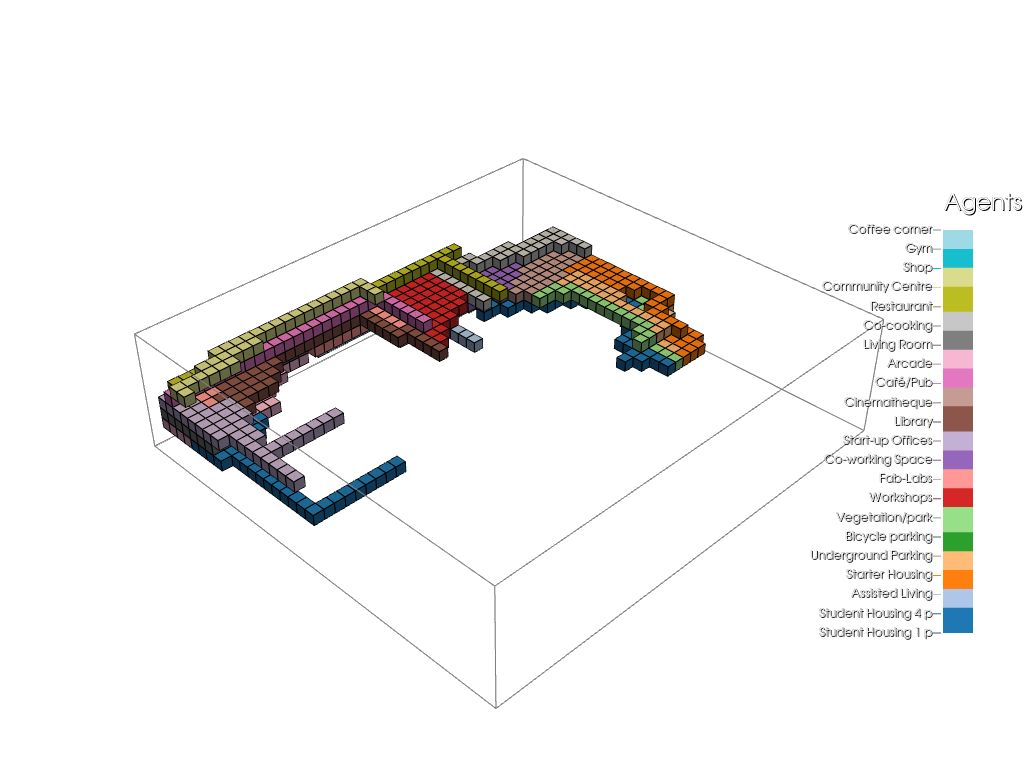 Agents
Coffee corner
Gym
Shop
Community Centre
Restaurant
Co-cooking
Living Room
Arcade
Café/Pub
Cinematheque
Library
Start-up Offices
Co-working Space
Fab-Labs
Workshops
Vegetation/park
Bicycle parking
Underground Parking
Starter Housing
Assisted Living
Student Housing 4 p
Student Housing 1 p